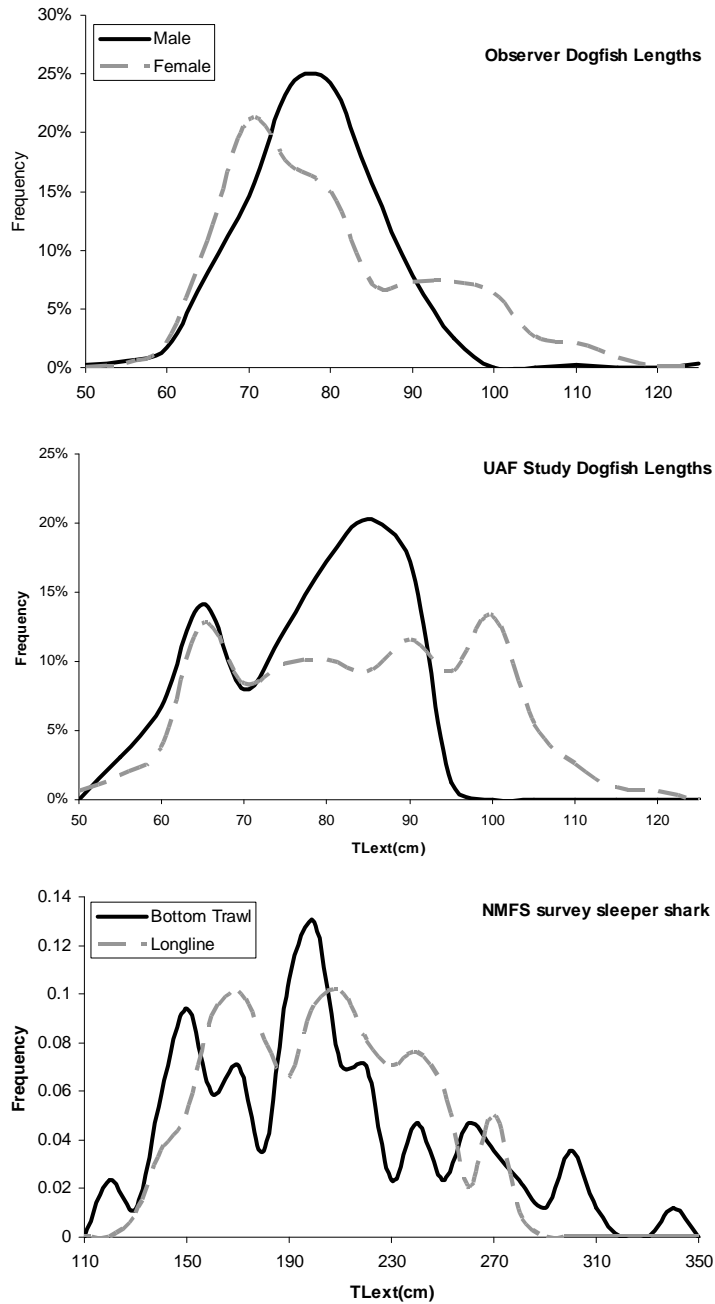 30%
25%
20%
15%
10%
5%
0%
Frequency
Male
Female
Observer Dogfish Lengths
50 60 70 80 90 100 110 120
25%
20%
15%
10%
5%
0%
Frequency
UAF Study Dogfish Lengths
50 60 70 80 90 100 110 120
TLext(cm)
0.14
0.12
0.1
0.08
0.06
0.04
0.02
0
Frequency
Bottom Trawl
Longline
NMFS survey sleeper shark
110 150 190 230 270 310 350
TLext(cm)